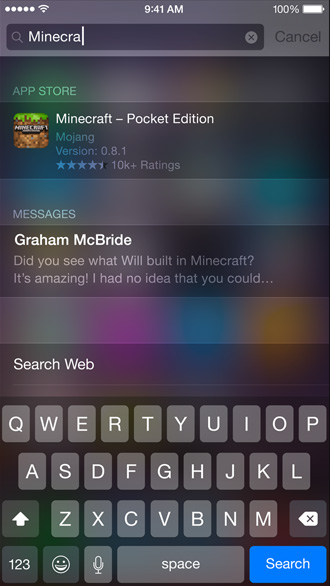 9:41 AM
100%
Minecra
Cancel
APP STORE
MINECRAFT
Minecraft – Pocket Edition
Mojang
Version: 0.8.1
10k+ Ratings
MESSAGES
Graham McBride
Did you see what Will built in Minecraft?
It's amazing! I had no idea that you could…
Search Web
Q W E R T Y U I O P
A S D F G H J K L
Z X C V B N M
123 space Search